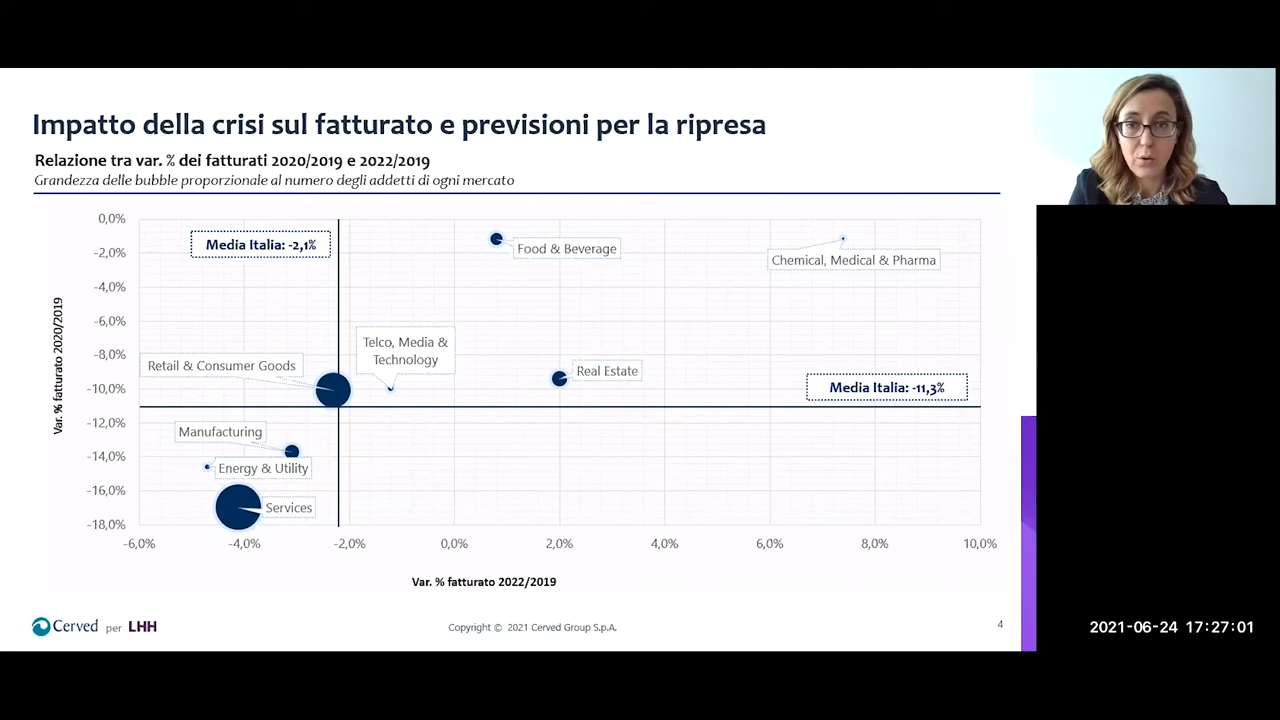 Impatto della crisi sul fatturato e previsioni per la ripresa
Relazione tra var. % dei fatturati 2020/2019 e 2022/2019
Grandezza delle bubble proporzionale al numero degli addetti di ogni mercato
Var. % fatturato 2020/2019
0,0%
-2,0%
-4,0%
-6,0%
-8,0%
-10,0%
-12,0%
-14,0%
-16,0%
-18,0%
Media Italia: -2,1%
Food & Beverage
Chemical, Medical & Pharma
Telco, Media &
Technology
Retail & Consumer Goods
Real Estate
Media Italia: -11,3%
Manufacturing
Energy & Utility
Services
-6,0%
-4,0%
-2,0%
0,0%
2,0%
4,0%
6,0%
8,0%
10,0%
Var. % fatturato 2022/2019
Cerved per LHH
Copyright © 2021 Cerved Group S.p.A.
4
2021-06-24 17:27:01